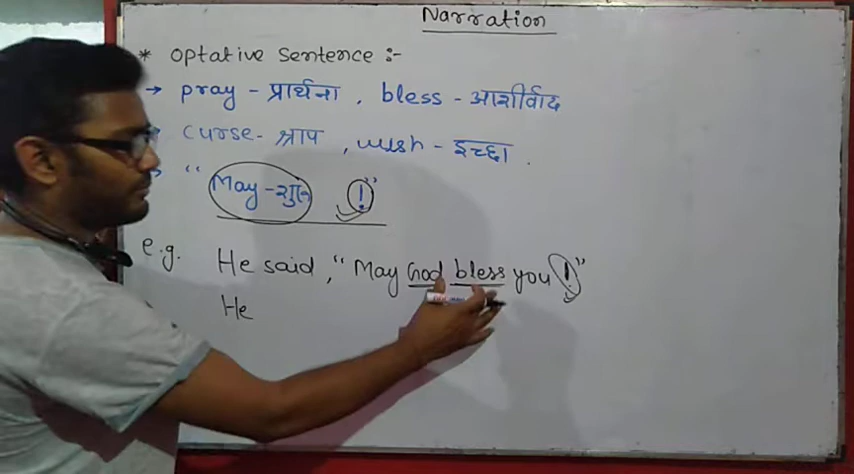 Narration
* Optative Sentence :-
→ pray - प्रार्थना , bless - आशीर्वाद
curse - श्राप , wish - इच्छा .
→ " May - शुरू ! "
e.g. He said, " May God bless you ! "
He